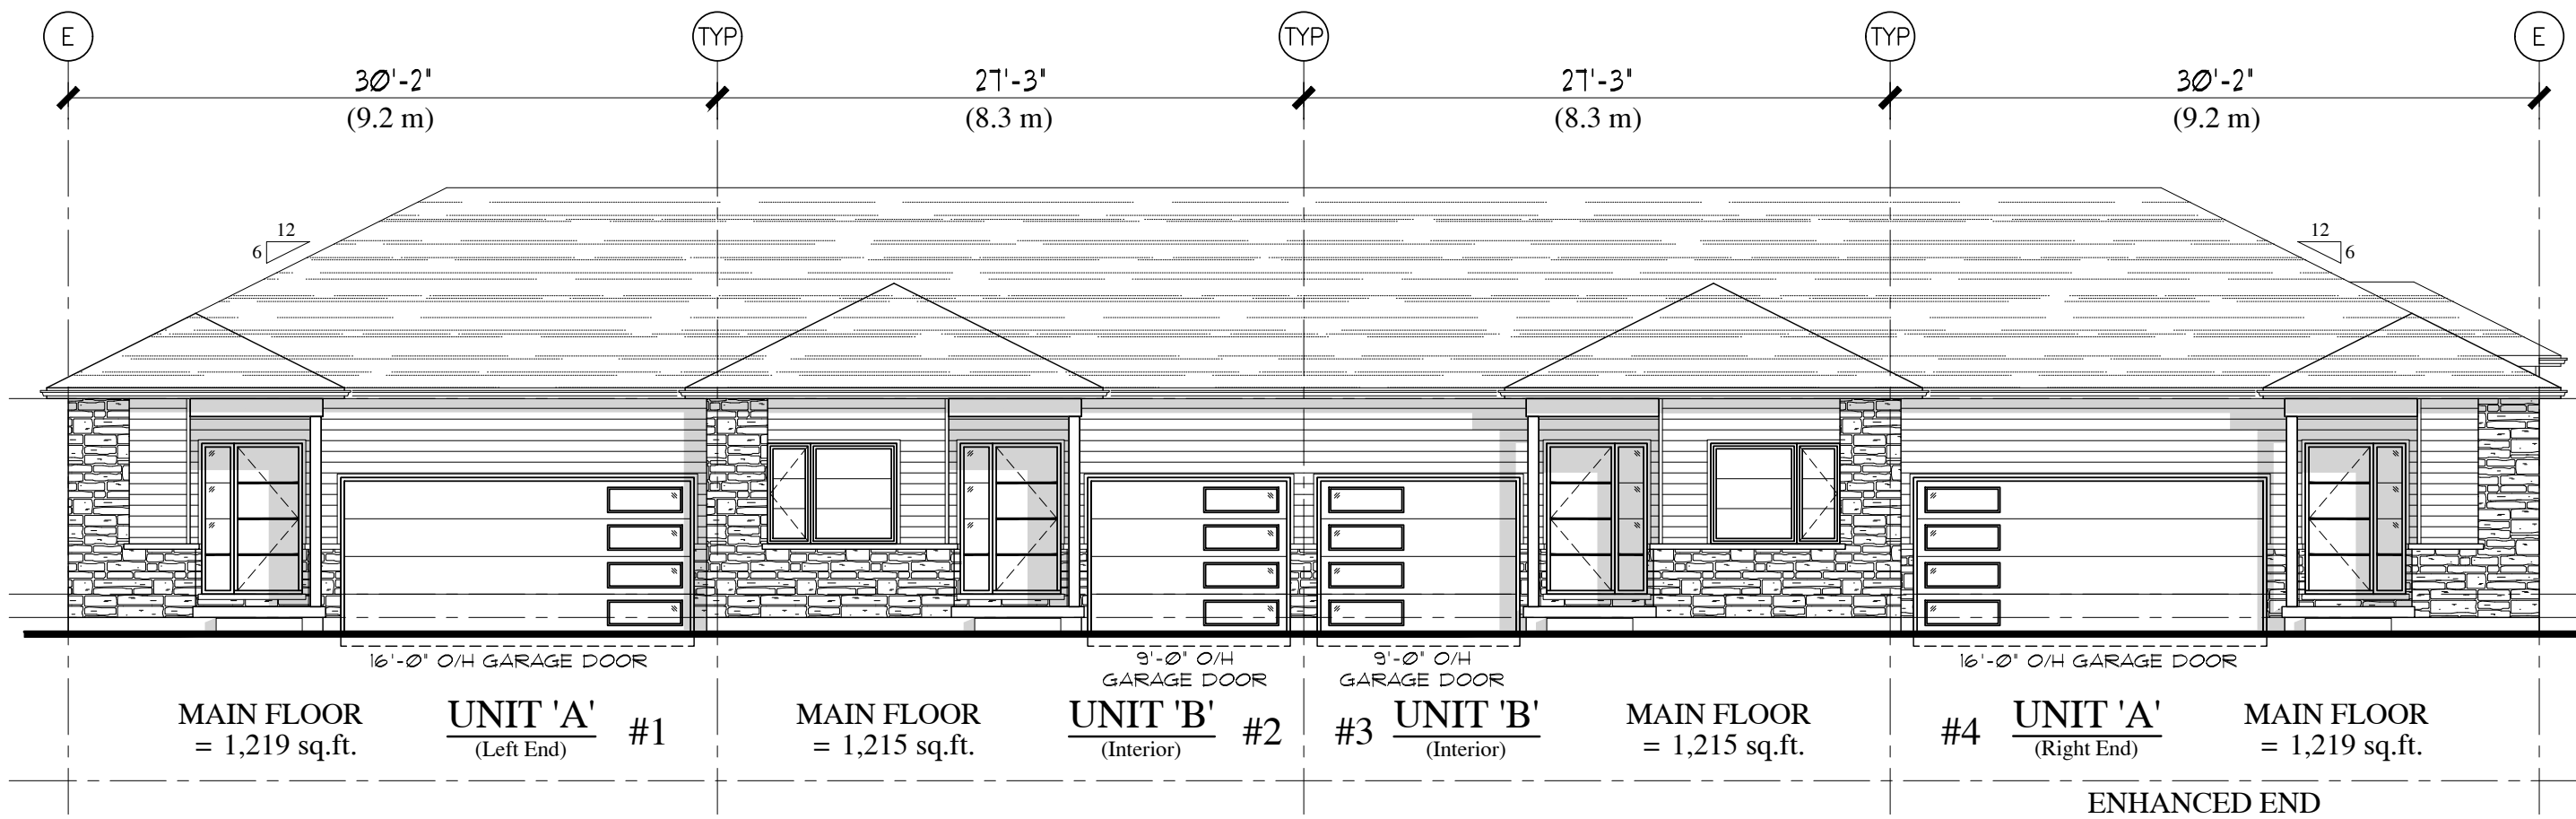 E TYP TYP TYP E
30'-2" 27'-3" 27'-3" 30'-2"
(9.2 m) (8.3 m) (8.3 m) (9.2 m)
12 12
6 6
16'-0" O/H GARAGE DOOR
9'-0" O/H
GARAGE DOOR
9'-0" O/H
GARAGE DOOR
16'-0" O/H GARAGE DOOR
MAIN FLOOR
= 1,219 sq.ft.
UNIT 'A'
(Left End)
#1
MAIN FLOOR
= 1,215 sq.ft.
UNIT 'B'
(Interior)
#2
#3
UNIT 'B'
(Interior)
MAIN FLOOR
= 1,215 sq.ft.
#4
UNIT 'A'
(Right End)
MAIN FLOOR
= 1,219 sq.ft.
ENHANCED END